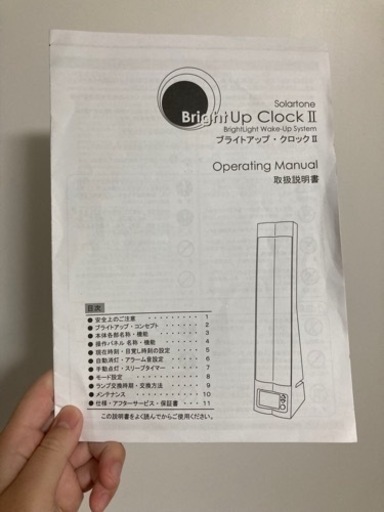 Solartone
BrightUp Clock II
BrightLight Wake-Up System
ブライトアップ・クロックⅡ
Operating Manual
取扱説明書
目次
● 安全上のご注意 ・・・・・・・・・・ 1
● ブライトアップ・コンセプト ・・・・・・ 2
● 本体各部名称・機能 ・・・・・・・・ 3
● 操作パネル 名称・機能 ・・・・・・・ 4
● 現在時刻・目覚し時刻の設定 ・・・・・ 5
● 自動消灯・アラーム音設定 ・・・・・・ 6
● 手動点灯・スリープタイマー ・・・・・ 7
● モード設定 ・・・・・・・・・・・・ 8
● ランプ交換時期・交換方法 ・・・・・・ 9
● メンテナンス ・・・・・・・・・・・ 10
● 仕様・アフターサービス・保証書 ・・・ 11
この説明書をよく読んでからご使用ください。